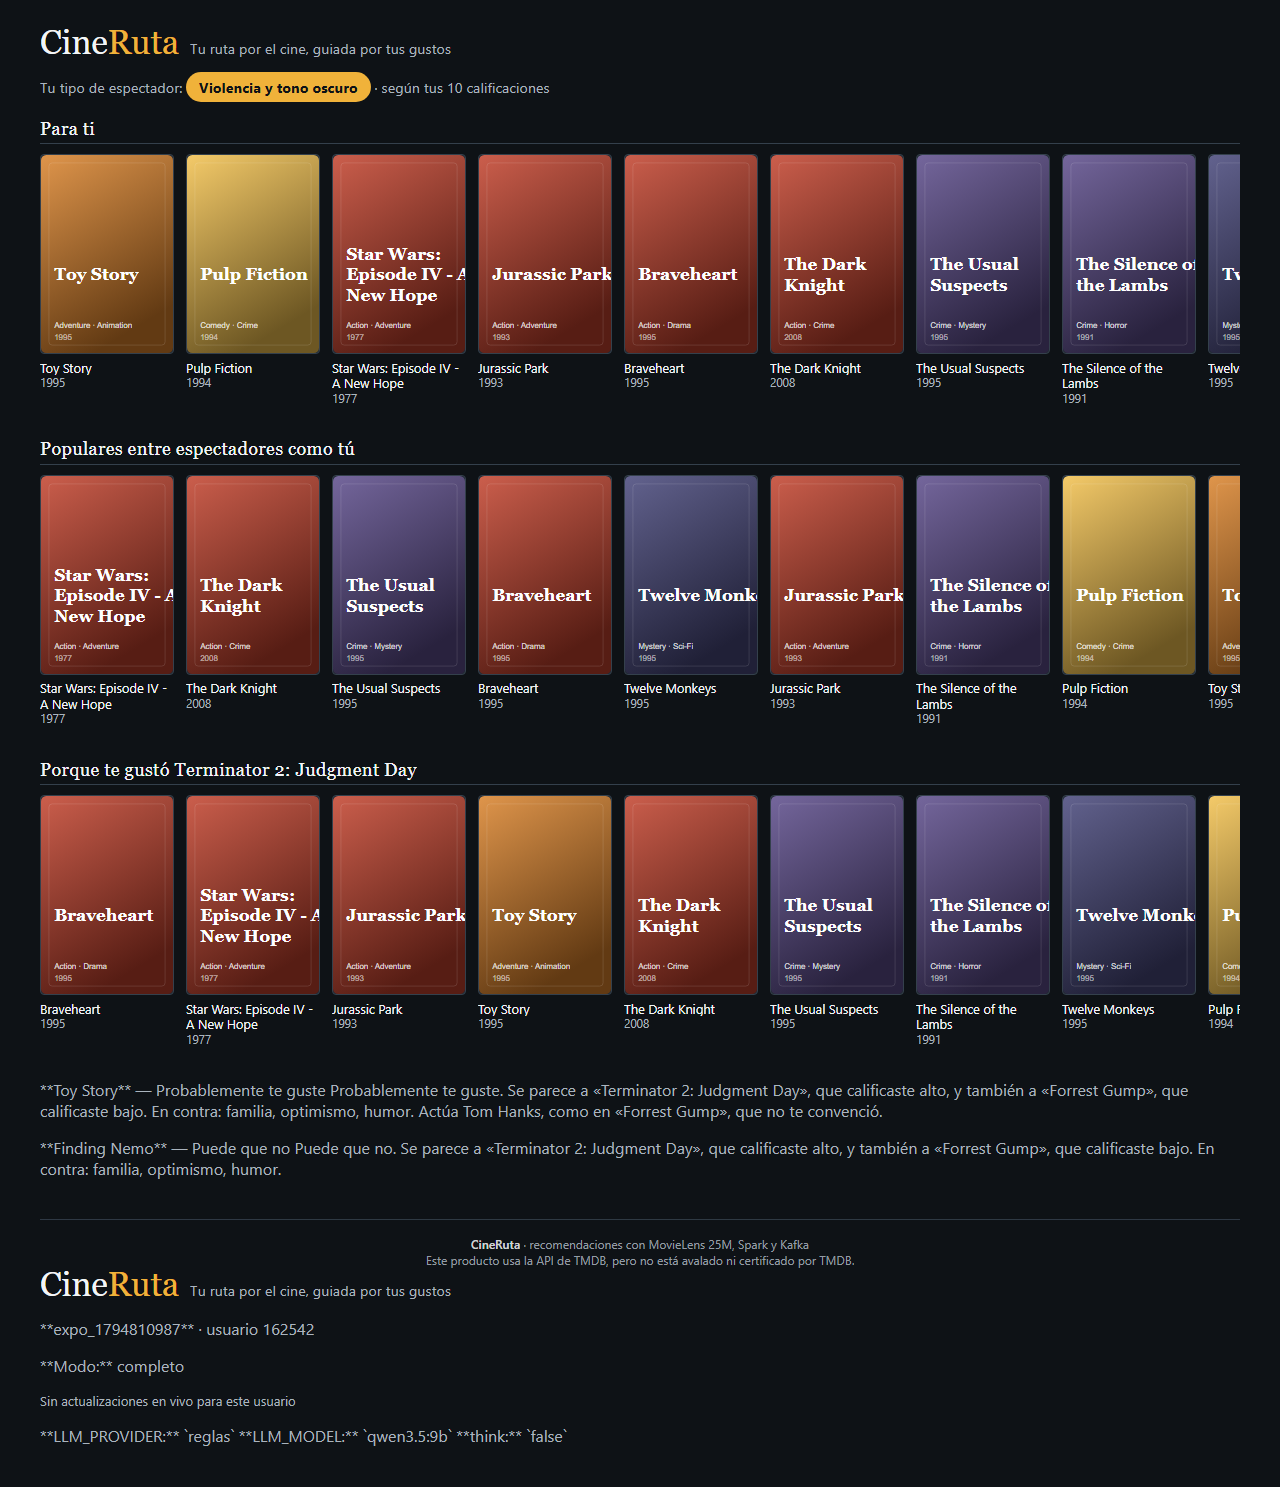 CineRuta Tu ruta por el cine, guiada por tus gustos
Tu tipo de espectador: Violencia y tono oscuro · según tus 10 calificaciones
Para ti
Toy Story
Adventure · Animation
1995
Pulp Fiction
Comedy · Crime
1994
Star Wars:
Episode IV - A
New Hope
Action · Adventure
1977
Jurassic Park
Action · Adventure
1993
Braveheart
Action · Drama
1995
The Dark
Knight
Action · Crime
2008
The Usual
Suspects
Crime · Mystery
1995
The Silence of
the Lambs
Crime · Horror
1991
Tw
Myst
1995
Toy Story
1995
Pulp Fiction
1994
Star Wars: Episode IV -
A New Hope
1977
Jurassic Park
1993
Braveheart
1995
The Dark Knight
2008
The Usual Suspects
1995
The Silence of the
Lambs
1991
Twelv
1995
Populares entre espectadores como tú
Star Wars:
Episode IV - A
New Hope
Action · Adventure
1977
The Dark
Knight
Action · Crime
2008
The Usual
Suspects
Crime · Mystery
1995
Braveheart
Action · Drama
1995
Twelve Monk
Mystery · Sci-Fi
1995
Jurassic Park
Action · Adventure
1993
The Silence of
the Lambs
Crime · Horror
1991
Pulp Fiction
Comedy · Crime
1994
To
Adve
1995
Star Wars: Episode IV -
A New Hope
1977
The Dark Knight
2008
The Usual Suspects
1995
Braveheart
1995
Twelve Monkeys
1995
Jurassic Park
1993
The Silence of the
Lambs
1991
Pulp Fiction
1994
Toy St
1995
Porque te gustó Terminator 2: Judgment Day
Braveheart
Action · Drama
1995
Star Wars:
Episode IV - A
New Hope
Action · Adventure
1977
Jurassic Park
Action · Adventure
1993
Toy Story
Adventure · Animation
1995
The Dark
Knight
Action · Crime
2008
The Usual
Suspects
Crime · Mystery
1995
The Silence of
the Lambs
Crime · Horror
1991
Twelve Monk
Mystery · Sci-Fi
1995
Pu
Com
1994
Braveheart
1995
Star Wars: Episode IV -
A New Hope
1977
Jurassic Park
1993
Toy Story
1995
The Dark Knight
2008
The Usual Suspects
1995
The Silence of the
Lambs
1991
Twelve Monkeys
1995
Pulp F
1994
**Toy Story** — Probablemente te guste Probablemente te guste. Se parece a «Terminator 2: Judgment Day», que calificaste alto, y también a «Forrest Gump», que
calificaste bajo. En contra: familia, optimismo, humor. Actúa Tom Hanks, como en «Forrest Gump», que no te convenció.
**Finding Nemo** — Puede que no Puede que no. Se parece a «Terminator 2: Judgment Day», que calificaste alto, y también a «Forrest Gump», que calificaste bajo. En
contra: familia, optimismo, humor.
CineRuta · recomendaciones con MovieLens 25M, Spark y Kafka
Este producto usa la API de TMDB, pero no está avalado ni certificado por TMDB.
CineRuta Tu ruta por el cine, guiada por tus gustos
**expo_1794810987** · usuario 162542
**Modo:** completo
Sin actualizaciones en vivo para este usuario
**LLM_PROVIDER:** `reglas` **LLM_MODEL:** `qwen3.5:9b` **think:** `false`